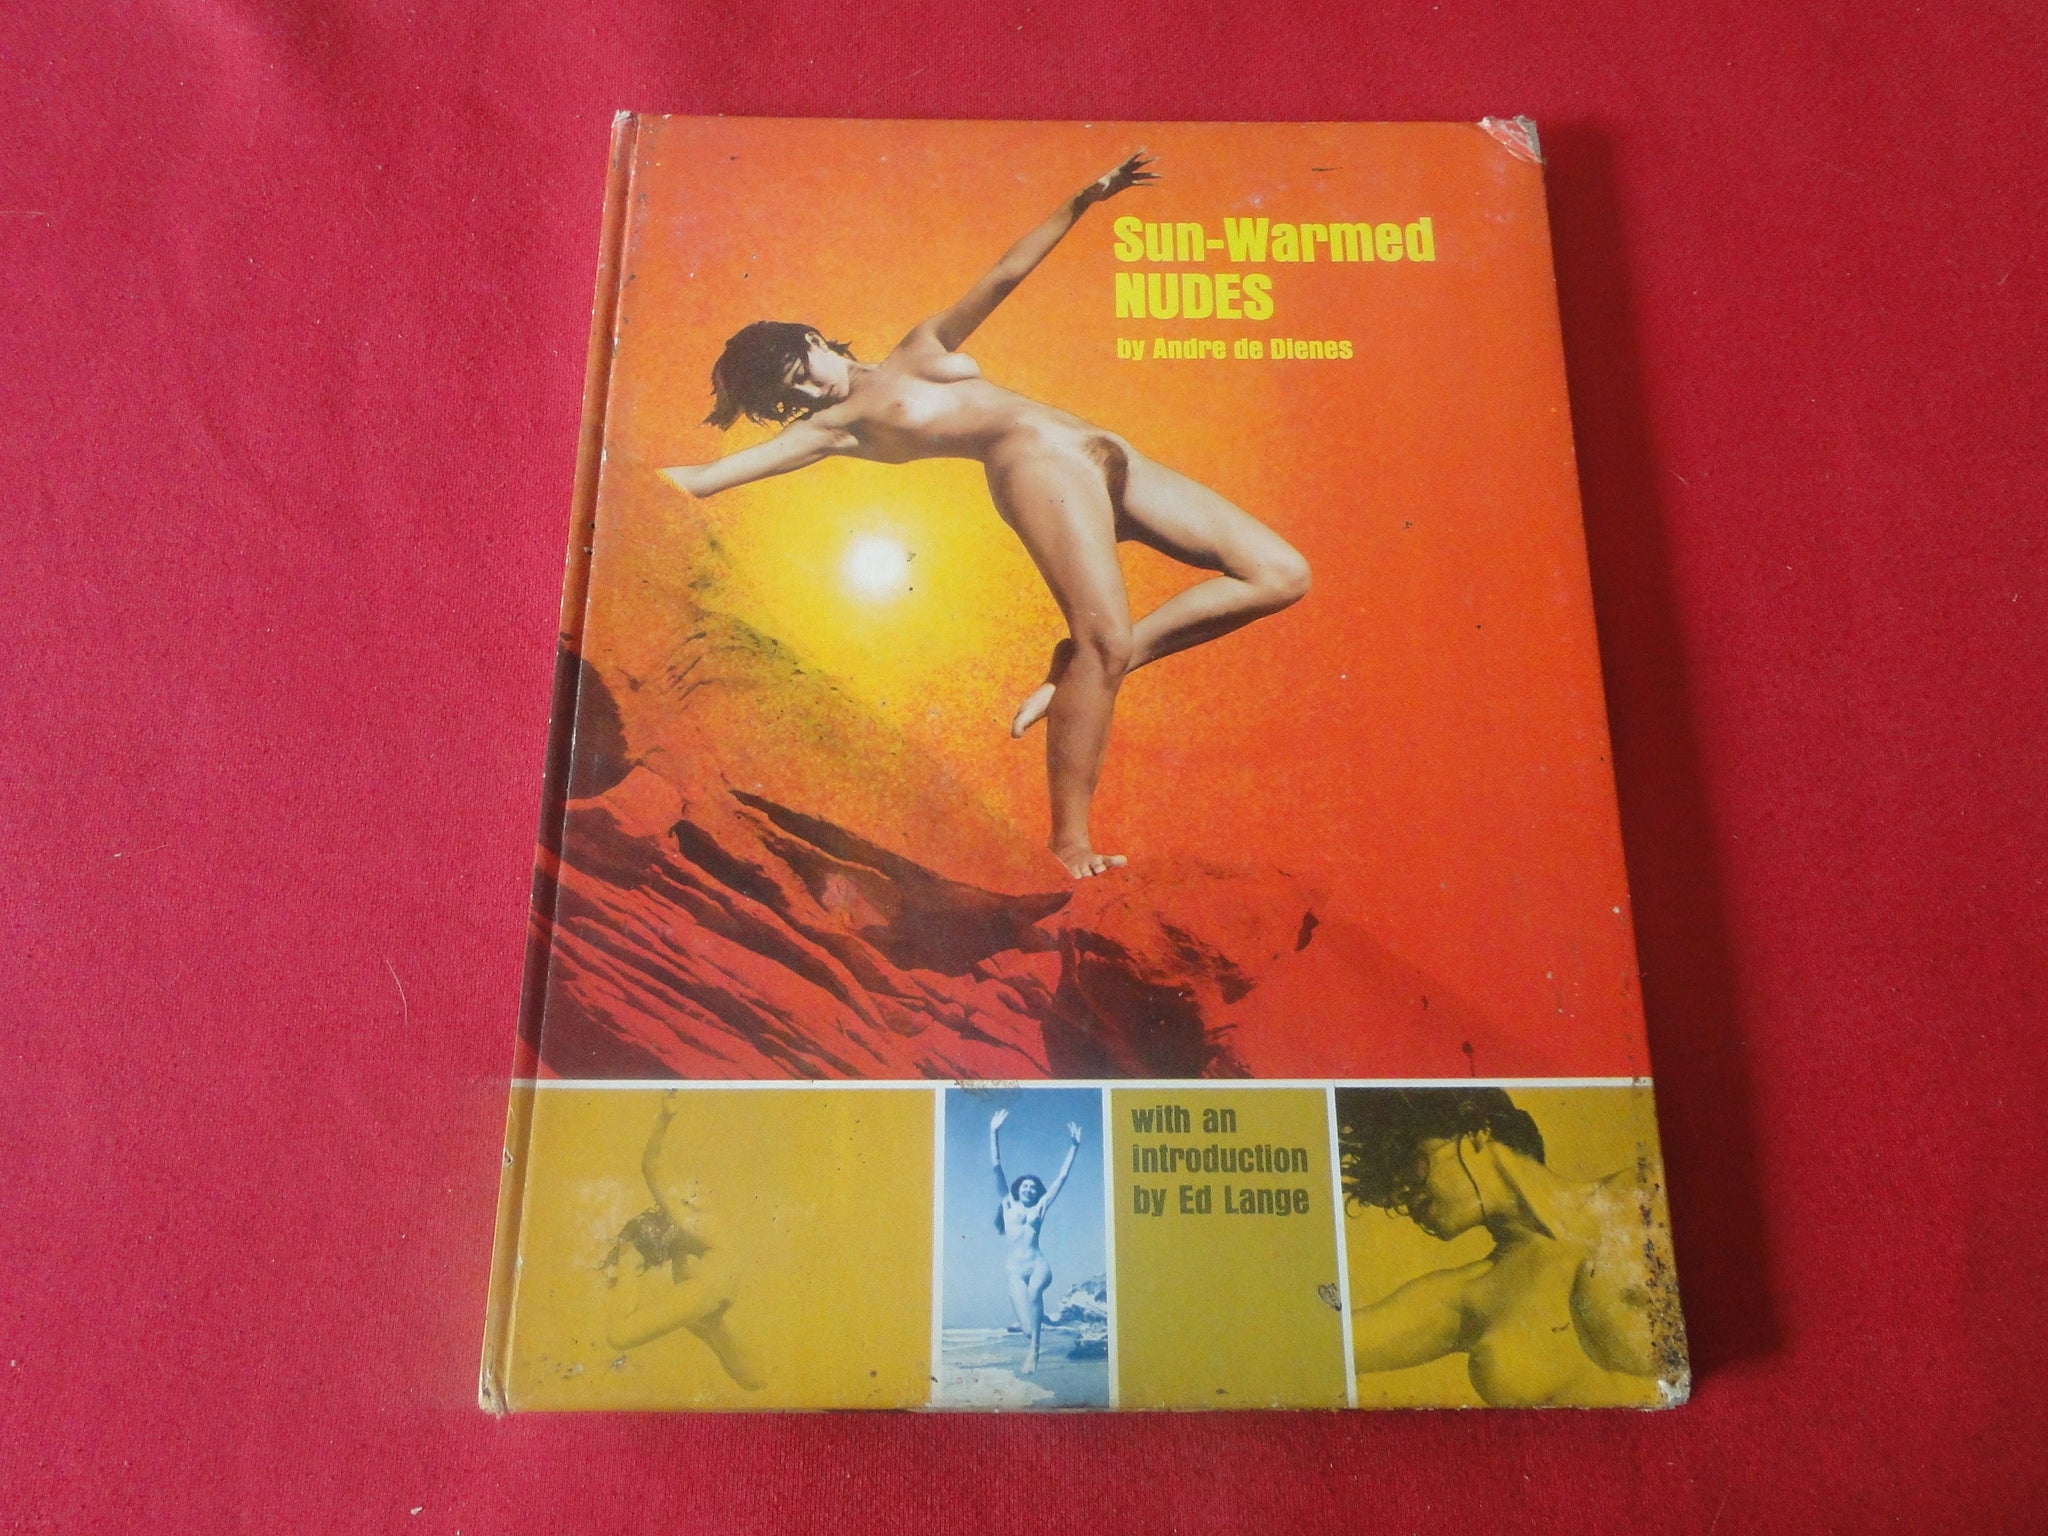 Sun-Warmed
NUDES
by Andre de Dienes
with an
introduction
by Ed Lange